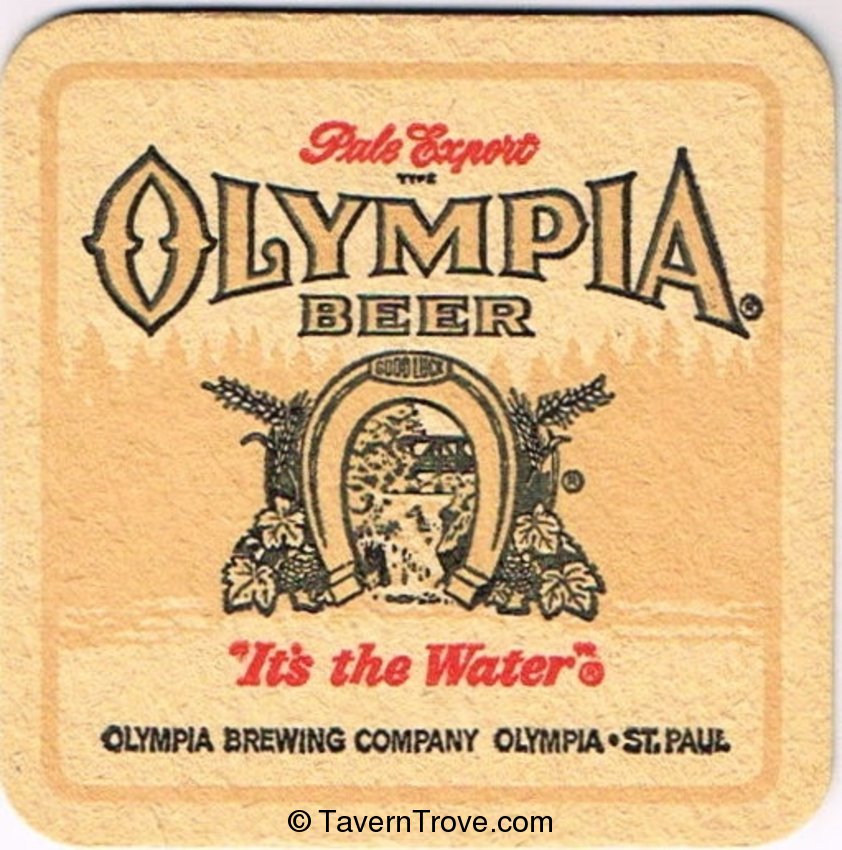 Pale Export
TYPE
OLYMPIA®
BEER
GOOD LUCK
®
"It's the Water"®
OLYMPIA BREWING COMPANY OLYMPIA • ST. PAUL
© TavernTrove.com